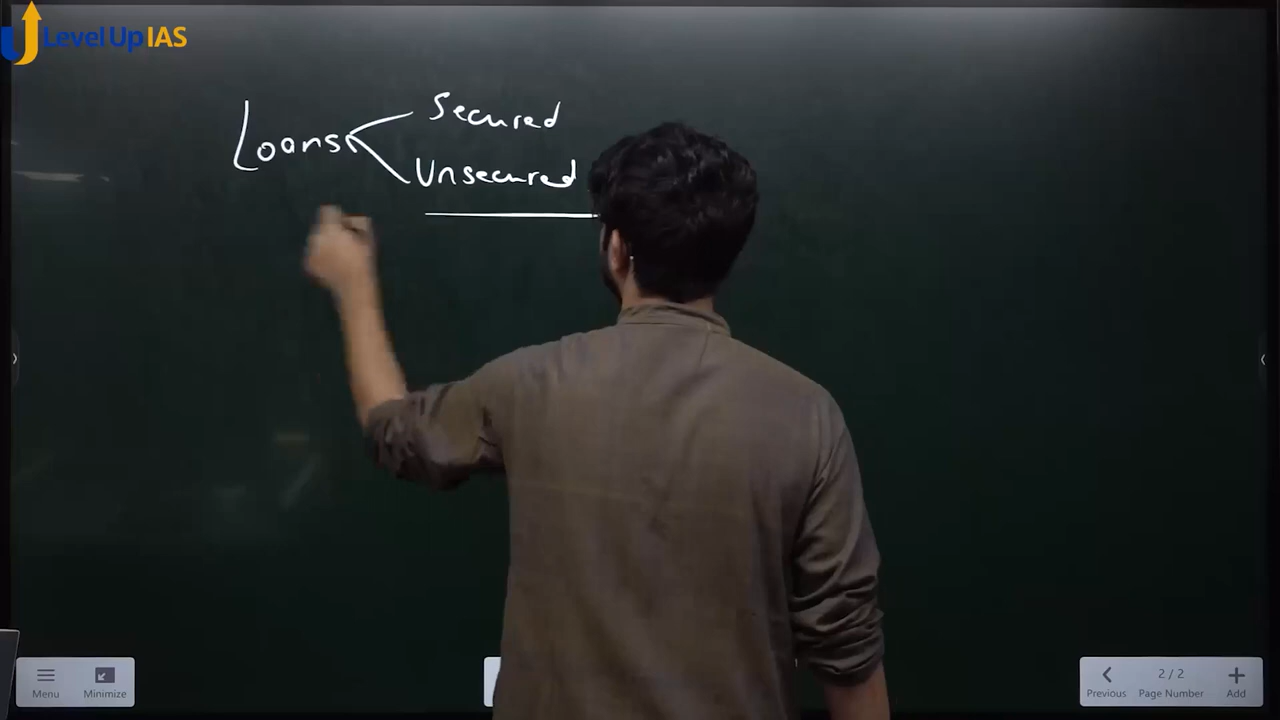 Level Up IAS
Secured
Loans
Unsecured
Menu
Minimize
Previous
2/2
Page Number
Add